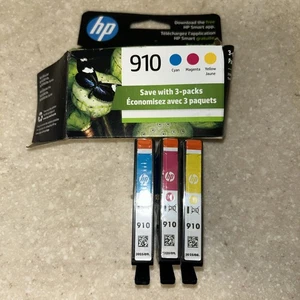 hp
Download the free
HP Smart App
Téléchargez l'application
HP Smart gratuite
910
Cyan
Magenta
Yellow
Jaune
3-
Save with 3-packs
Économisez avec 3 paquets
hp hp hp
910 910 910